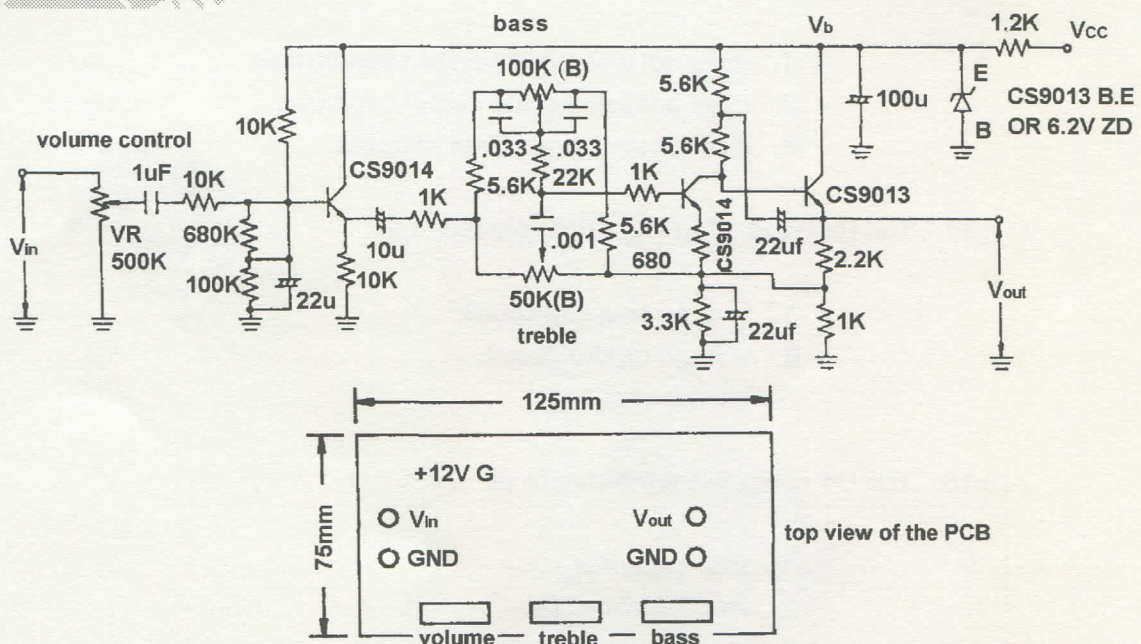 bass
Vb
1.2K
Vcc
100K (B)
5.6K
E
100u
CS9013 B.E
B
OR 6.2V ZD
volume control
10K
.033
.033
5.6K
1uF
10K
CS9014
5.6K
22K
1K
CS9013
1K
680K
.001
5.6K
CS9014
22uf
Vin
VR
500K
10u
680
2.2K
100K
22u
10K
50K(B)
Vout
3.3K
22uf
1K
treble
125mm
75mm
+12V G
Vin
Vout
GND
GND
top view of the PCB
volume
treble
bass